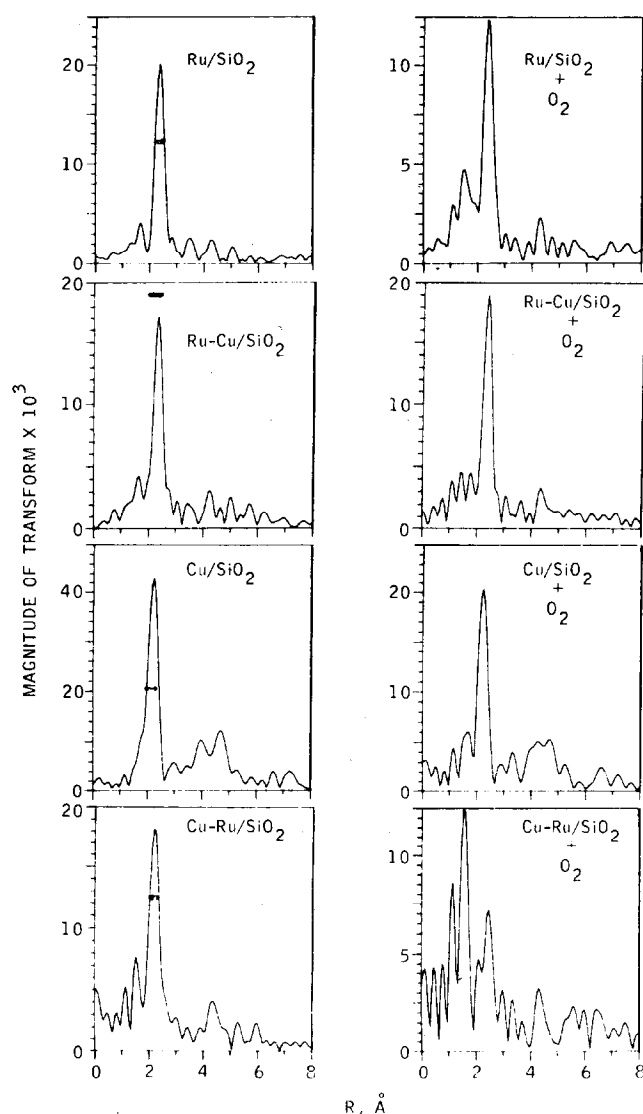 Ru/SiO₂
20
10
0
Ru/SiO₂
+
O₂
10
5
0
Ru-Cu/SiO₂
20
10
0
Ru-Cu/SiO₂
+
O₂
20
10
0
Cu/SiO₂
40
20
0
Cu/SiO₂
+
O₂
20
10
0
Cu-Ru/SiO₂
20
10
0
0 2 4 6 8
Cu-Ru/SiO₂
+
O₂
10
5
0
0 2 4 6 8
MAGNITUDE OF TRANSFORM X 10³
R, Å